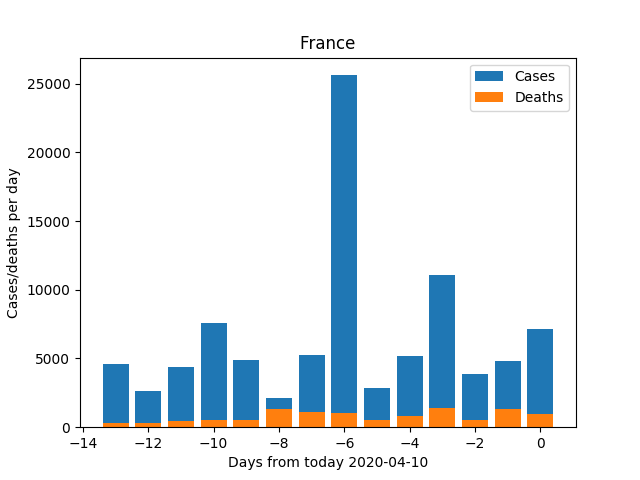 France
Cases
Deaths
25000
20000
15000
10000
5000
0
Cases/deaths per day
−14 −12 −10 −8 −6 −4 −2 0
Days from today 2020-04-10